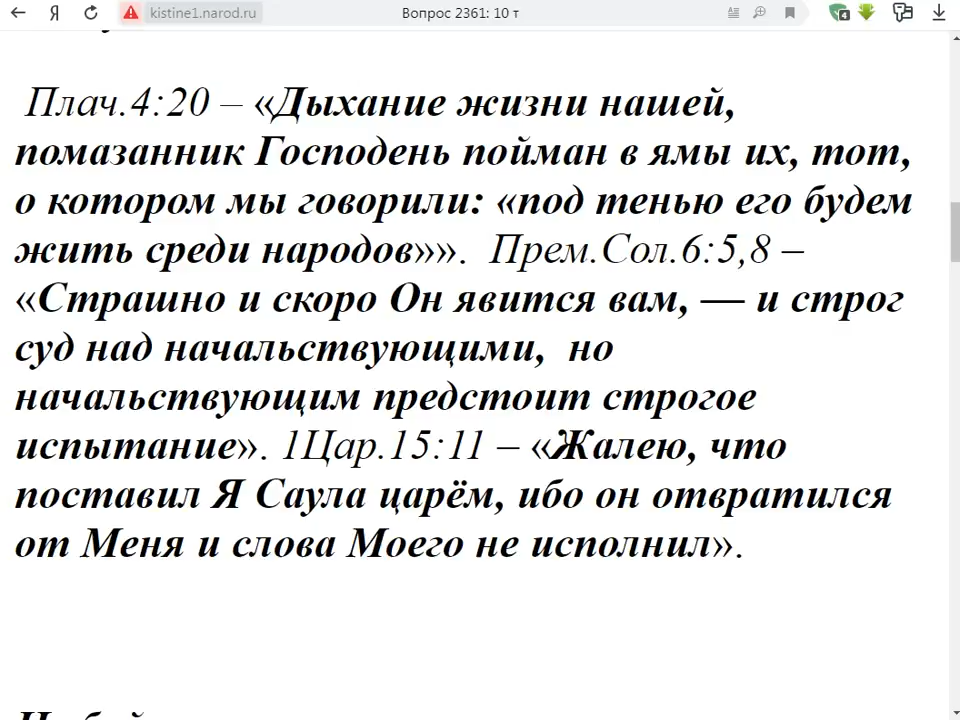 kistine1.narod.ru Вопрос 2361: 10 т
Плач.4:20 – «Дыхание жизни нашей,
помазанник Господень пойман в ямы их, тот,
о котором мы говорили: «под тенью его будем
жить среди народов»». Прем.Сол.6:5,8 –
«Страшно и скоро Он явится вам, — и строг
суд над начальствующими, но
начальствующим предстоит строгое
испытание». 1Цар.15:11 – «Жалею, что
поставил Я Саула царём, ибо он отвратился
от Меня и слова Моего не исполнил».